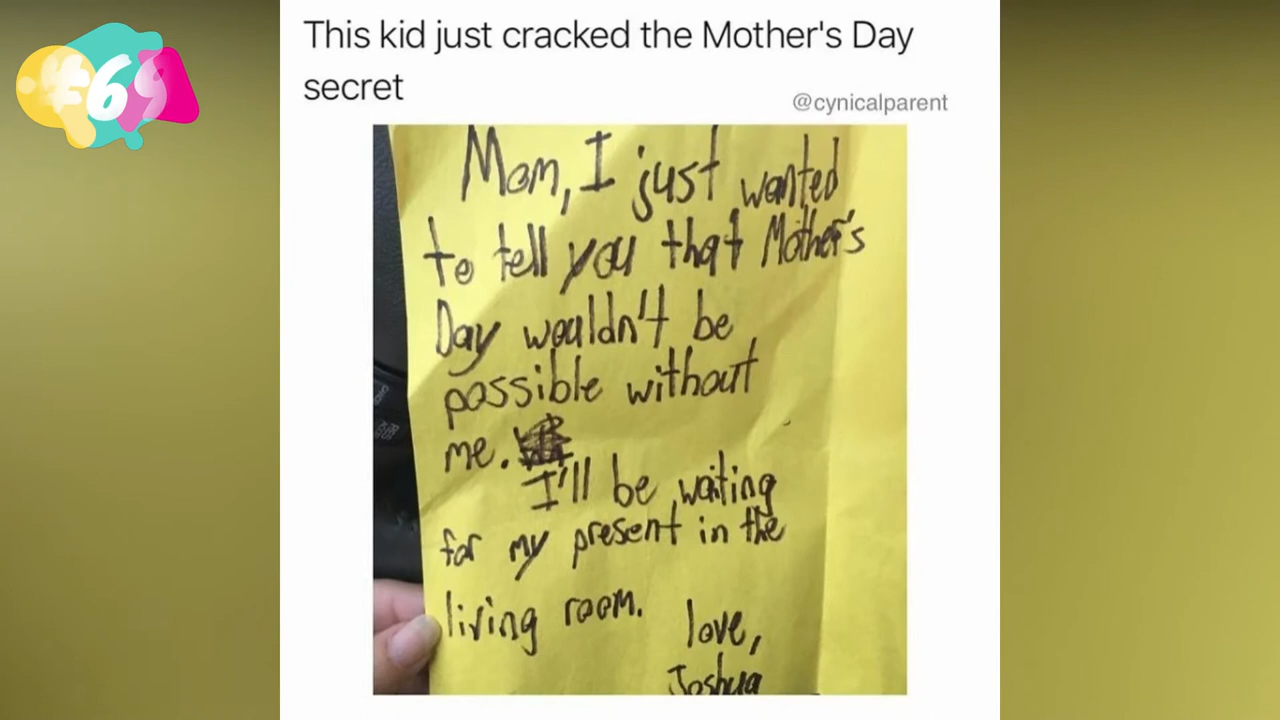 #69
This kid just cracked the Mother's Day
secret
@cynicalparent
Mom, I just wanted
to tell you that Mother's
Day wouldn't be
possible without
me.
I'll be waiting
for my present in the
living room.
love,
Joshua